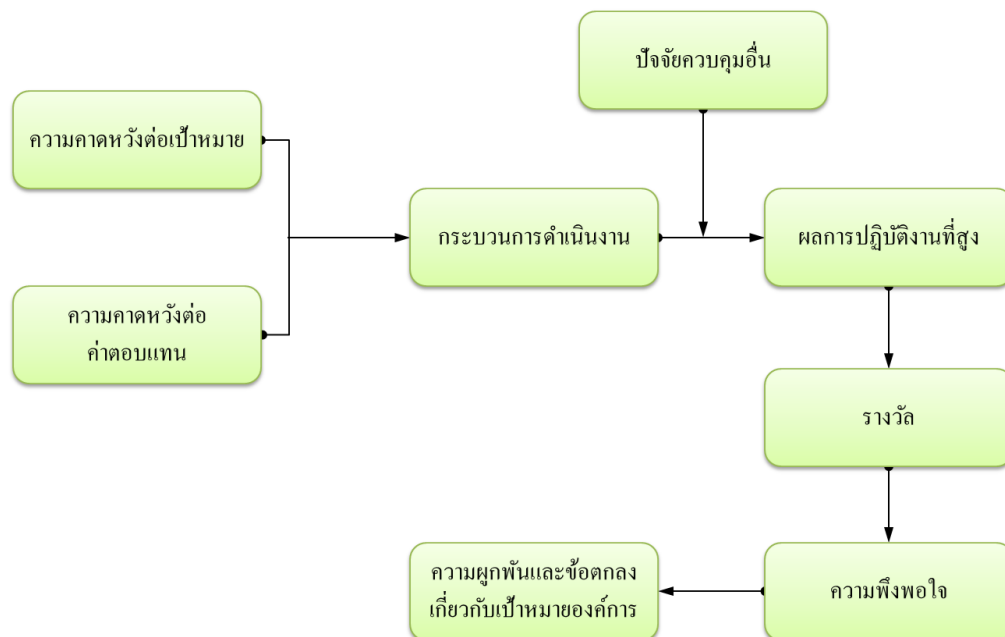 ปัจจัยควบคุมอื่น
ความคาดหวังต่อเป้าหมาย
กระบวนการดำเนินงาน
ผลการปฏิบัติงานที่สูง
ความคาดหวังต่อ
ค่าตอบแทน
รางวัล
ความพึงพอใจ
ความผูกพันและข้อตกลง
เกี่ยวกับเป้าหมายองค์การ